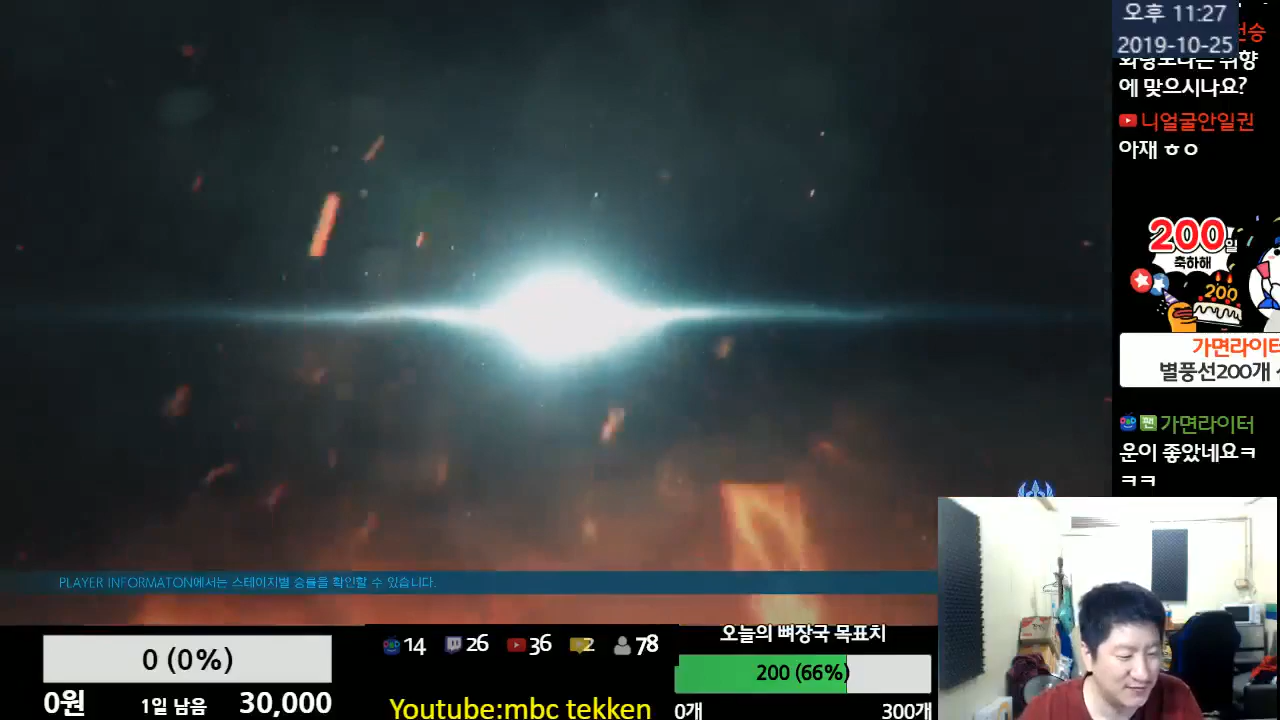 오후 11:27
2019-10-25
에 맞으시나요?
니얼굴안일권
아재 ㅎㅇ
200일
축하해
200
가면라이터
별풍선200개
팬 가면라이터
운이 좋았네요ㅋ
ㅋㅋ
PLAYER INFORMATON에서는 스테이지별 승률을 확인할 수 있습니다.
0 (0%)
0원 1일 남음 30,000
14 26 36 2 78
Youtube:mbc tekken
오늘의 뼈장국 목표치
200 (66%)
0개 300개